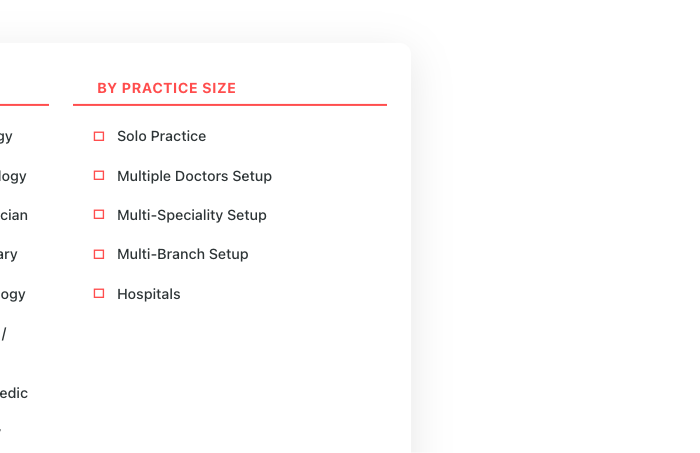 BY PRACTICE SIZE
gy
Solo Practice
logy
Multiple Doctors Setup
cian
Multi-Speciality Setup
ary
Multi-Branch Setup
ogy
Hospitals
/
edic